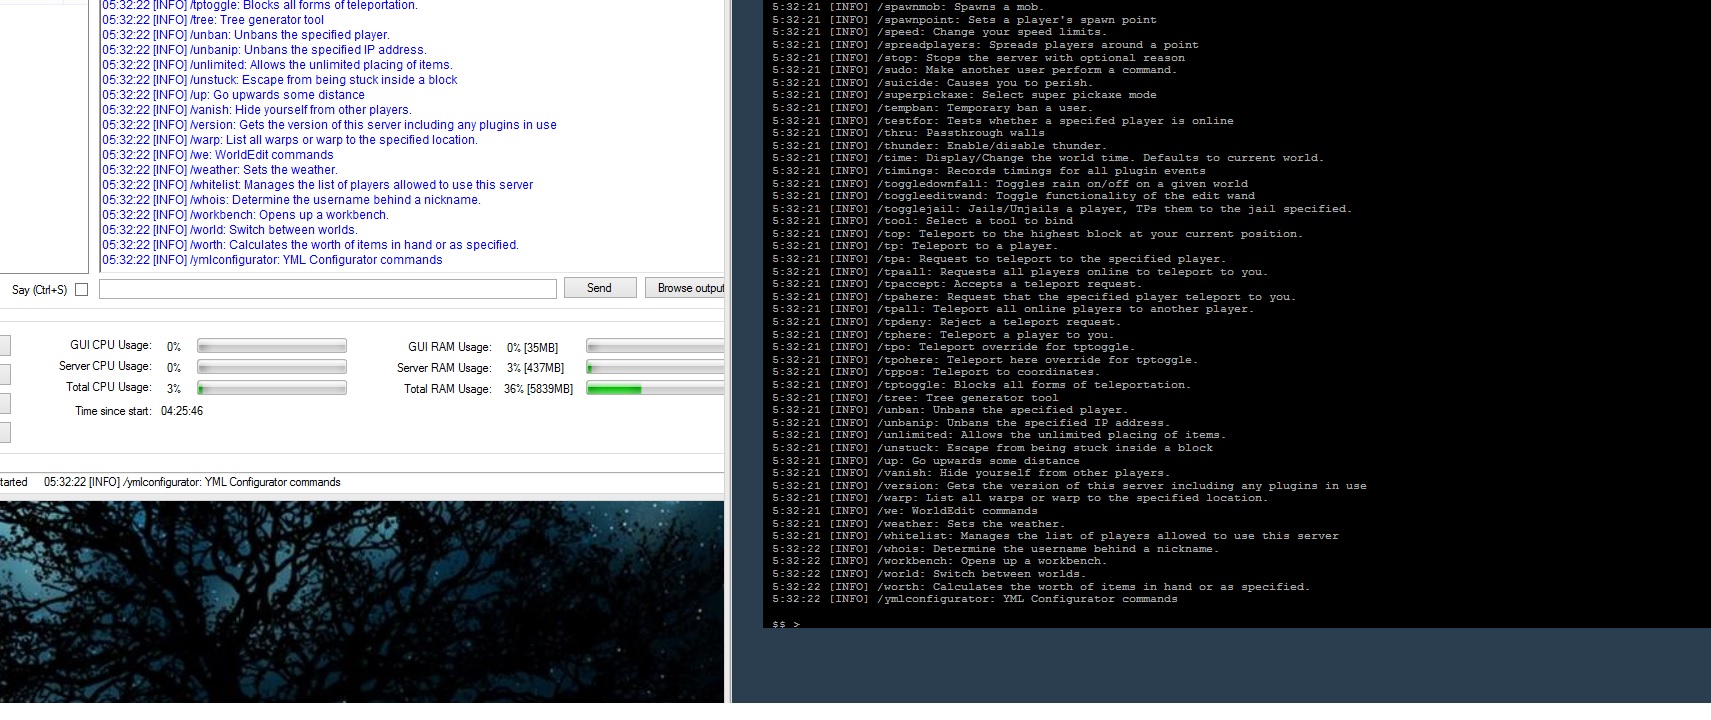 05:32:22 [INFO] /tptoggle: Blocks all forms of teleportation.
05:32:22 [INFO] /tree: Tree generator tool
05:32:22 [INFO] /unban: Unbans the specified player.
05:32:22 [INFO] /unbanip: Unbans the specified IP address.
05:32:22 [INFO] /unlimited: Allows the unlimited placing of items.
05:32:22 [INFO] /unstuck: Escape from being stuck inside a block
05:32:22 [INFO] /up: Go upwards some distance
05:32:22 [INFO] /vanish: Hide yourself from other players.
05:32:22 [INFO] /version: Gets the version of this server including any plugins in use
05:32:22 [INFO] /warp: List all warps or warp to the specified location.
05:32:22 [INFO] /we: WorldEdit commands
05:32:22 [INFO] /weather: Sets the weather.
05:32:22 [INFO] /whitelist: Manages the list of players allowed to use this server
05:32:22 [INFO] /whois: Determine the username behind a nickname.
05:32:22 [INFO] /workbench: Opens up a workbench.
05:32:22 [INFO] /world: Switch between worlds.
05:32:22 [INFO] /worth: Calculates the worth of items in hand or as specified.
05:32:22 [INFO] /ymlconfigurator: YML Configurator commands
Say (Ctrl+S)
Send
Browse output
GUI CPU Usage: 0%
Server CPU Usage: 0%
Total CPU Usage: 3%
Time since start: 04:25:46
GUI RAM Usage: 0% [35MB]
Server RAM Usage: 3% [437MB]
Total RAM Usage: 36% [5839MB]
tarted 05:32:22 [INFO] /ymlconfigurator: YML Configurator commands
5:32:21 [INFO] /spawnmob: Spawns a mob.
5:32:21 [INFO] /spawnpoint: Sets a player's spawn point
5:32:21 [INFO] /speed: Change your speed limits.
5:32:21 [INFO] /spreadplayers: Spreads players around a point
5:32:21 [INFO] /stop: Stops the server with optional reason
5:32:21 [INFO] /sudo: Make another user perform a command.
5:32:21 [INFO] /suicide: Causes you to perish.
5:32:21 [INFO] /superpickaxe: Select super pickaxe mode
5:32:21 [INFO] /tempban: Temporary ban a user.
5:32:21 [INFO] /testfor: Tests whether a specifed player is online
5:32:21 [INFO] /thru: Passthrough walls
5:32:21 [INFO] /thunder: Enable/disable thunder.
5:32:21 [INFO] /time: Display/Change the world time. Defaults to current world.
5:32:21 [INFO] /timings: Records timings for all plugin events
5:32:21 [INFO] /toggledownfall: Toggles rain on/off on a given world
5:32:21 [INFO] /toggleeditwand: Toggle functionality of the edit wand
5:32:21 [INFO] /togglejail: Jails/Unjails a player, TPs them to the jail specified.
5:32:21 [INFO] /tool: Select a tool to bind
5:32:21 [INFO] /top: Teleport to the highest block at your current position.
5:32:21 [INFO] /tp: Teleport to a player.
5:32:21 [INFO] /tpa: Request to teleport to the specified player.
5:32:21 [INFO] /tpaall: Requests all players online to teleport to you.
5:32:21 [INFO] /tpaccept: Accepts a teleport request.
5:32:21 [INFO] /tpahere: Request that the specified player teleport to you.
5:32:21 [INFO] /tpall: Teleport all online players to another player.
5:32:21 [INFO] /tpdeny: Reject a teleport request.
5:32:21 [INFO] /tphere: Teleport a player to you.
5:32:21 [INFO] /tpo: Teleport override for tptoggle.
5:32:21 [INFO] /tpohere: Teleport here override for tptoggle.
5:32:21 [INFO] /tppos: Teleport to coordinates.
5:32:21 [INFO] /tptoggle: Blocks all forms of teleportation.
5:32:21 [INFO] /tree: Tree generator tool
5:32:21 [INFO] /unban: Unbans the specified player.
5:32:21 [INFO] /unbanip: Unbans the specified IP address.
5:32:21 [INFO] /unlimited: Allows the unlimited placing of items.
5:32:21 [INFO] /unstuck: Escape from being stuck inside a block
5:32:21 [INFO] /up: Go upwards some distance
5:32:21 [INFO] /vanish: Hide yourself from other players.
5:32:21 [INFO] /version: Gets the version of this server including any plugins in use
5:32:21 [INFO] /warp: List all warps or warp to the specified location.
5:32:21 [INFO] /we: WorldEdit commands
5:32:21 [INFO] /weather: Sets the weather.
5:32:21 [INFO] /whitelist: Manages the list of players allowed to use this server
5:32:22 [INFO] /whois: Determine the username behind a nickname.
5:32:22 [INFO] /workbench: Opens up a workbench.
5:32:22 [INFO] /world: Switch between worlds.
5:32:22 [INFO] /worth: Calculates the worth of items in hand or as specified.
5:32:22 [INFO] /ymlconfigurator: YML Configurator commands
$$ >